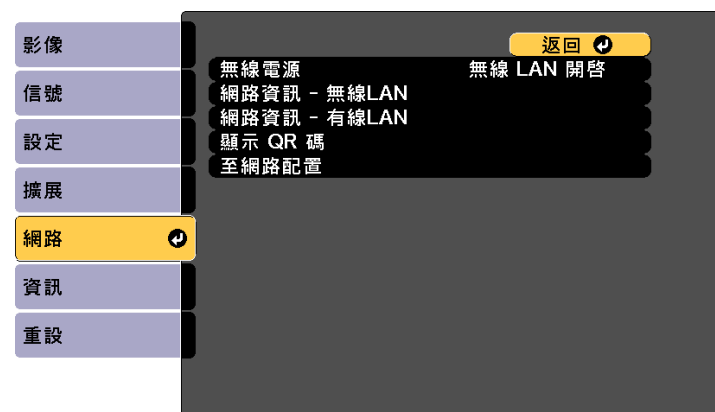 影像
信號
設定
擴展
網路
資訊
重設
返回
無線電源 無線 LAN 開啓
網路資訊 - 無線LAN
網路資訊 - 有線LAN
顯示 QR 碼
至網路配置